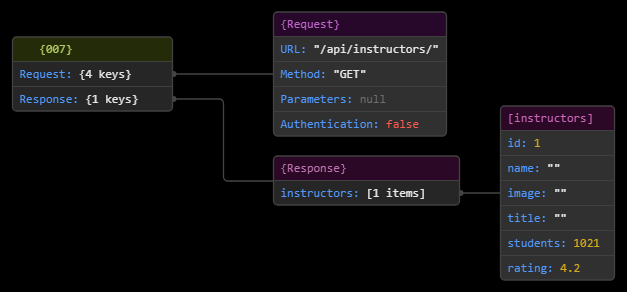 {007}
Request: {4 keys}
Response: {1 keys}
{Request}
URL: "/api/instructors/"
Method: "GET"
Parameters: null
Authentication: false
{Response}
instructors: [1 items]
[instructors]
id: 1
name: ""
image: ""
title: ""
students: 1021
rating: 4.2